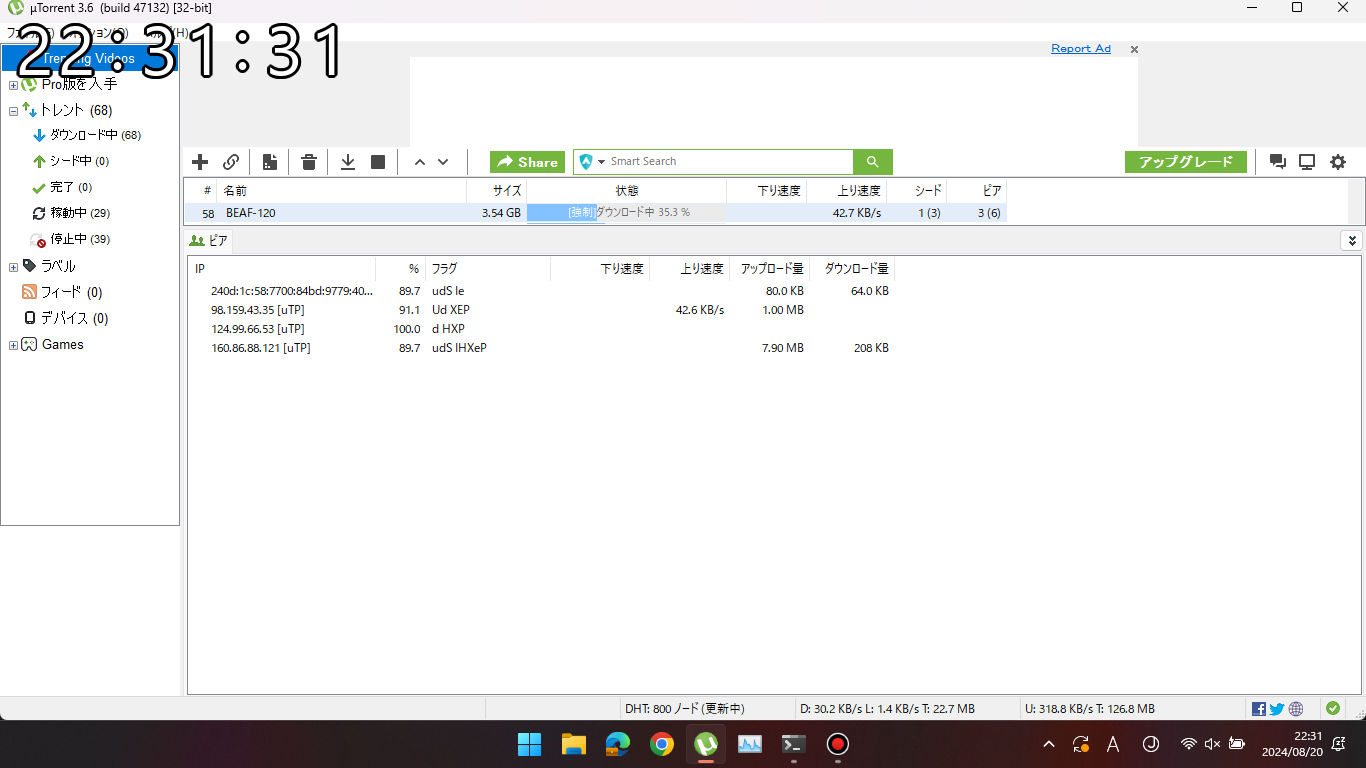 µTorrent 3.6 (build 47132) [32-bit]
22:31:31
Trending Videos
Report Ad
Pro版を入手
トレント (68)
ダウンロード中 (68)
シード中 (0)
完了 (0)
稼動中 (29)
停止中 (39)
ラベル
フィード (0)
デバイス (0)
Games
Share
Smart Search
アップグレード
# 名前 サイズ 状態 下り速度 上り速度 シード ピア
58 BEAF-120 3.54 GB [強制]ダウンロード中 35.3 % 42.7 KB/s 1 (3) 3 (6)
ピア
IP % フラグ 下り速度 上り速度 アップロード量 ダウンロード量
240d:1c:58:7700:84bd:9779:40... 89.7 udS Ie 80.0 KB 64.0 KB
98.159.43.35 [uTP] 91.1 Ud XEP 42.6 KB/s 1.00 MB
124.99.66.53 [uTP] 100.0 d HXP
160.86.88.121 [uTP] 89.7 udS IHXeP 7.90 MB 208 KB
DHT: 800 ノード (更新中) D: 30.2 KB/s L: 1.4 KB/s T: 22.7 MB U: 318.8 KB/s T: 126.8 MB
A
22:31
2024/08/20